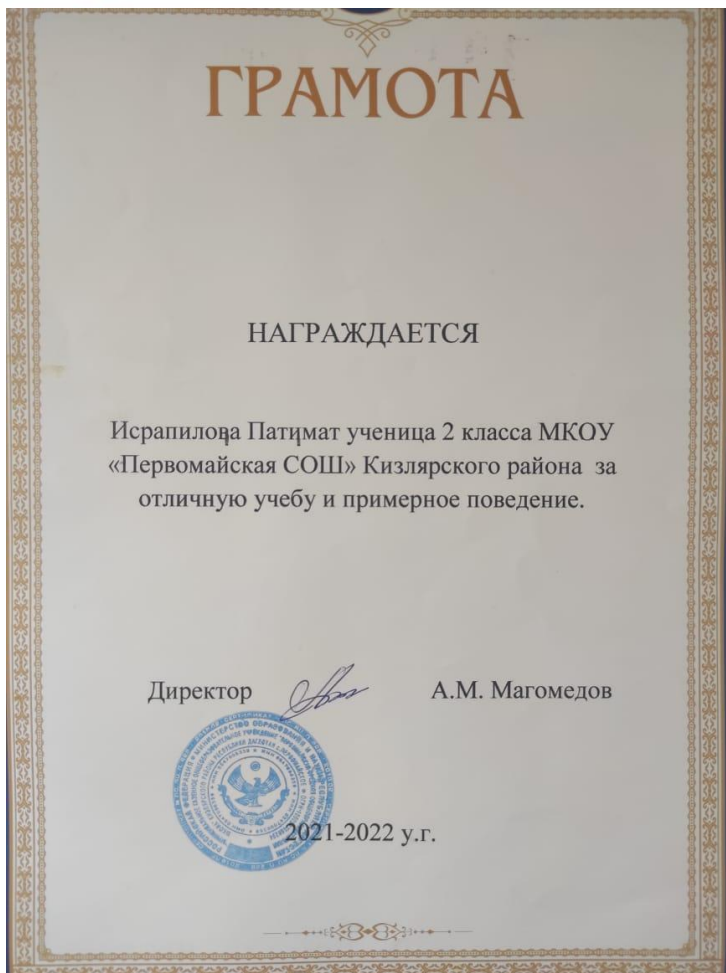 ГРАМОТА
НАГРАЖДАЕТСЯ
Исрапилова Патимат ученица 2 класса МКОУ
«Первомайская СОШ» Кизлярского района за
отличную учебу и примерное поведение.
Директор А.М. Магомедов
2021-2022 у.г.